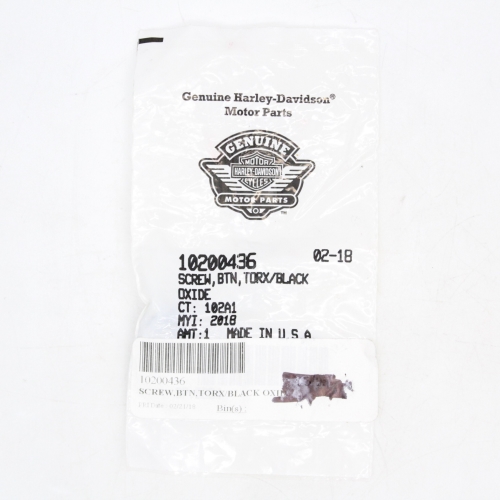 Genuine Harley-Davidson®
Motor Parts
GENUINE
MOTOR
HARLEY-DAVIDSON
CYCLES
MOTOR PARTS
™
10200436 02-18
SCREW,BTN,TORX/BLACK
OXIDE
CT: 102A1
MYI: 2018
AMT:1 MADE IN U.S.A
10200436
SCREW,BTN,TORX/BLACK OXI
Bin(s):